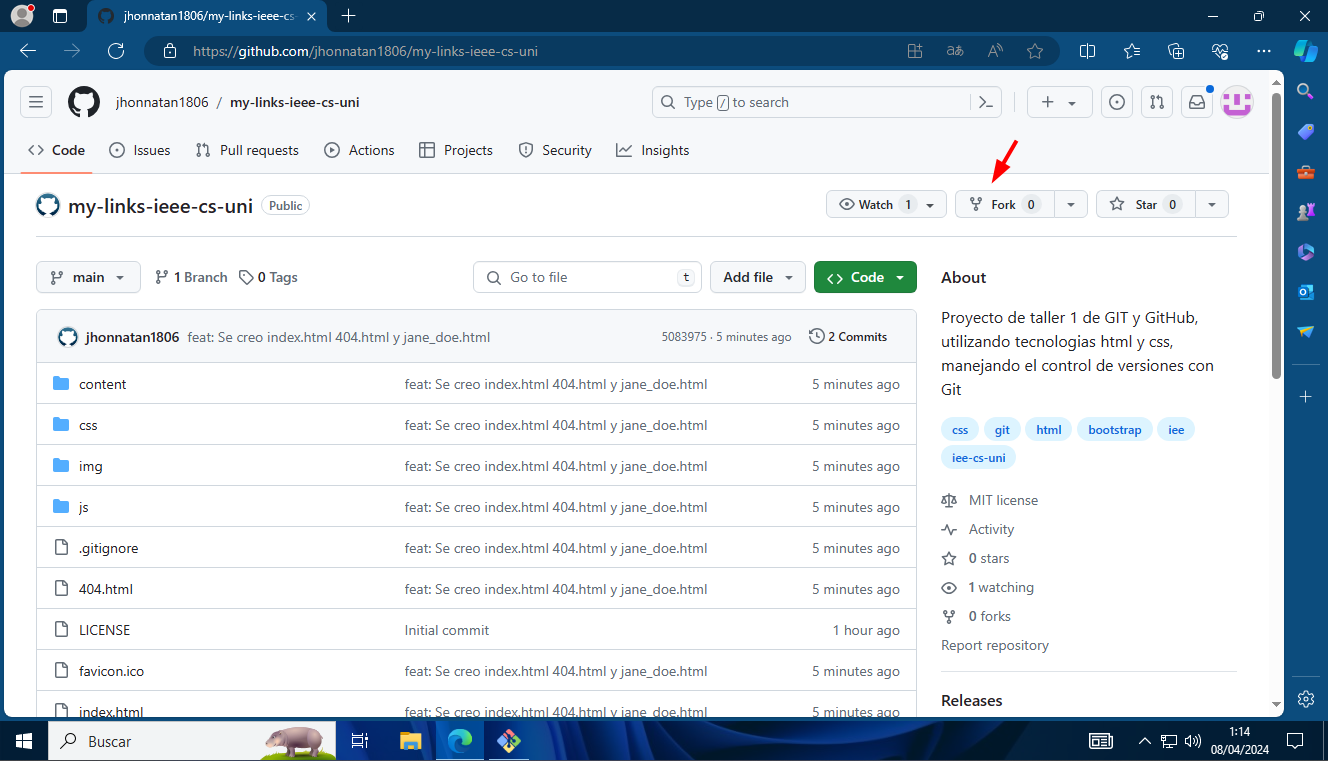 jhonnatan1806/my-links-ieee-cs-
https://github.com/jhonnatan1806/my-links-ieee-cs-uni
jhonnatan1806 / my-links-ieee-cs-uni
Type / to search
Code Issues Pull requests Actions Projects Security Insights
my-links-ieee-cs-uni Public
Watch 1 Fork 0 Star 0
main 1 Branch 0 Tags Go to file t Add file Code
jhonnatan1806 feat: Se creo index.html 404.html y jane_doe.html 5083975 · 5 minutes ago 2 Commits
content feat: Se creo index.html 404.html y jane_doe.html 5 minutes ago
css feat: Se creo index.html 404.html y jane_doe.html 5 minutes ago
img feat: Se creo index.html 404.html y jane_doe.html 5 minutes ago
js feat: Se creo index.html 404.html y jane_doe.html 5 minutes ago
.gitignore feat: Se creo index.html 404.html y jane_doe.html 5 minutes ago
404.html feat: Se creo index.html 404.html y jane_doe.html 5 minutes ago
LICENSE Initial commit 1 hour ago
favicon.ico feat: Se creo index.html 404.html y jane_doe.html 5 minutes ago
index.html feat: Se creo index.html 404.html y jane_doe.html 5 minutes ago
About
Proyecto de taller 1 de GIT y GitHub,
utilizando tecnologias html y css,
manejando el control de versiones con
Git
css git html bootstrap iee
iee-cs-uni
MIT license
Activity
0 stars
1 watching
0 forks
Report repository
Releases
Buscar
1:14
08/04/2024